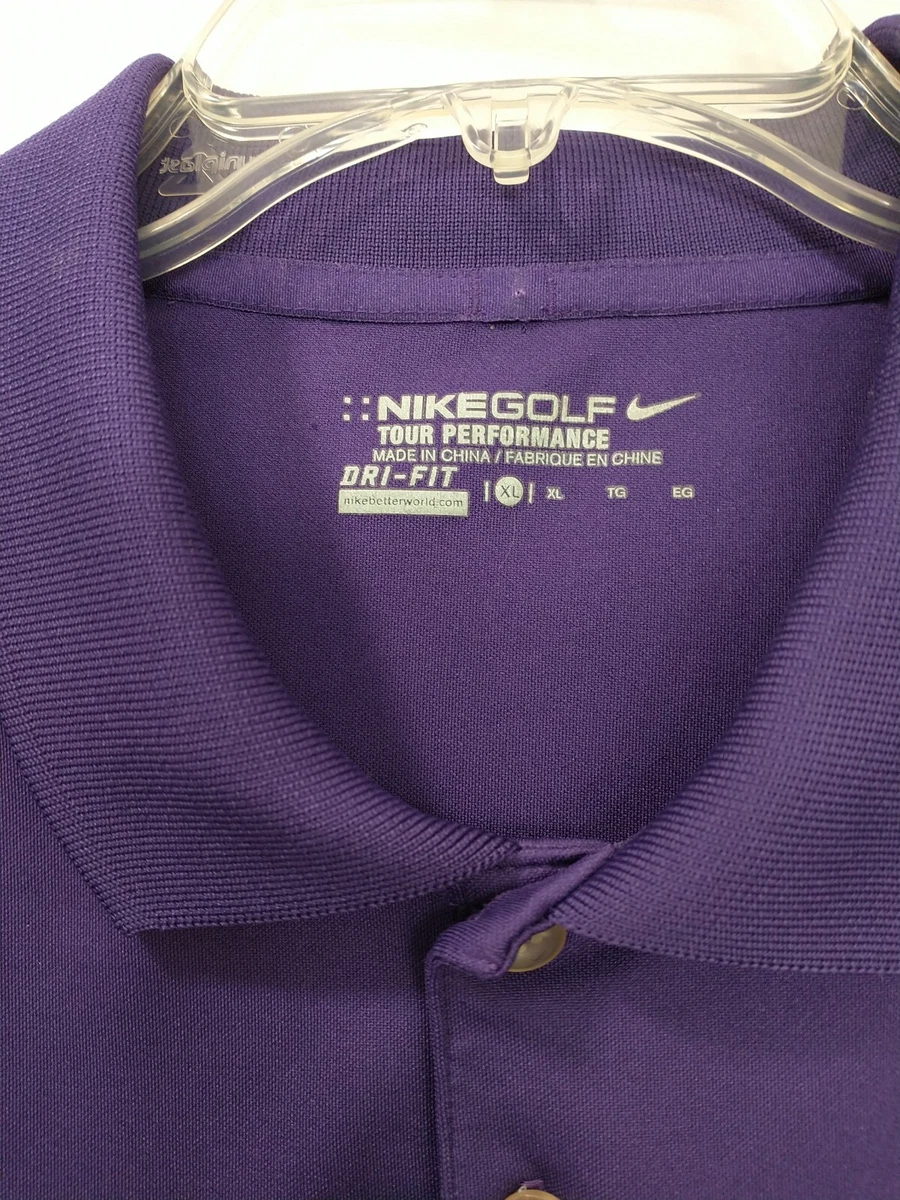 ::NIKEGOLF
TOUR PERFORMANCE
MADE IN CHINA / FABRIQUE EN CHINE
DRI-FIT
nikebetterworld.com
|XL| XL TG EG